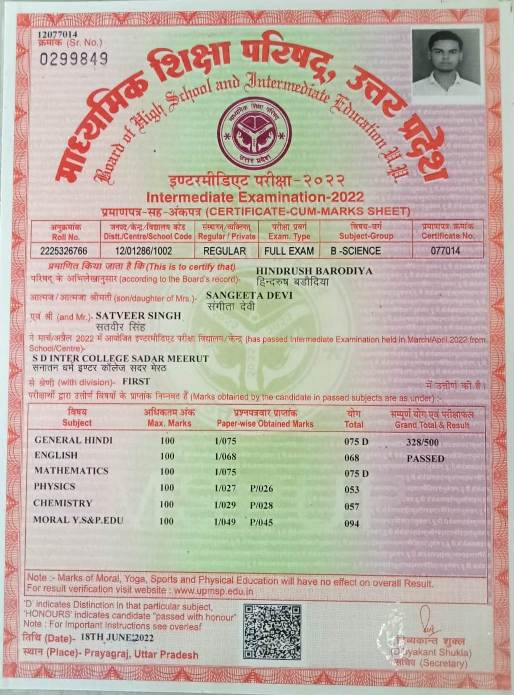 12077014
क्रमांक (Sr. No.)
0299849
माध्यमिक शिक्षा परिषद्, उत्तर प्रदेश
Board of High School and Intermediate Education U.P.
माध्यमिक शिक्षा परिषद
उत्तर प्रदेश
इण्टरमीडिएट परीक्षा-२०२२
Intermediate Examination-2022
प्रमाणपत्र-सह-अंकपत्र (CERTIFICATE-CUM-MARKS SHEET)
अनुक्रमांक जनपद/केन्द्र/विद्यालय कोड संस्थागत/व्यक्तिगत परीक्षा प्रवर्ग विषय-वर्ग प्रमाणपत्र क्रमांक
Roll No. Distt./Centre/School Code Regular / Private Exam. Type Subject-Group Certificate No.
2225326766 12/01286/1002 REGULAR FULL EXAM B -SCIENCE 077014
प्रमाणित किया जाता है कि (This is to certify that) HINDRUSH BARODIYA
परिषद् के अभिलेखानुसार (according to the Board's record)- हिन्दरुष बडौदिया
आत्मज / आत्मजा श्रीमती (son/daughter of Mrs.)- SANGEETA DEVI
संगीता देवी
एवं श्री (and Mr.)- SATVEER SINGH
सतवीर सिंह
ने मार्च/अप्रैल 2022 में आयोजित इण्टरमीडिएट परीक्षा विद्यालय/केन्द्र (has passed Intermediate Examination held in March/April 2022 from
School/Centre)-
S D INTER COLLEGE SADAR MEERUT
सनातन धर्म इण्टर कॉलेज सदर मेरठ
से श्रेणी (with division)- FIRST में उत्तीर्ण की है।
परीक्षार्थी द्वारा उत्तीर्ण विषयों के प्राप्तांक निम्नवत हैं (Marks obtained by the candidate in passed subjects are as under) :-
विषय अधिकतम अंक प्रश्नपत्रवार प्राप्तांक योग सम्पूर्ण योग एवं परीक्षाफल
Subject Max. Marks Paper-wise Obtained Marks Total Grand Total & Result
GENERAL HINDI 100 1/075 075 D 328/500
ENGLISH 100 1/068 068 PASSED
MATHEMATICS 100 1/075 075 D
PHYSICS 100 1/027 P/026 053
CHEMISTRY 100 1/029 P/028 057
MORAL Y.S&P.EDU 100 1/049 P/045 094
Note :- Marks of Moral, Yoga, Sports and Physical Education will have no effect on overall Result.
For result verification visit website : www.upmsp.edu.in
'D' indicates Distinction in that particular subject,
'HONOURS' indicates candidate "passed with honour"
Note : For Important Instructions see overleaf
तिथि (Date)- 18TH JUNE,2022
स्थान (Place)- Prayagraj, Uttar Pradesh
दिव्यकान्त शुक्ल
(Divyakant Shukla)
सचिव (Secretary)